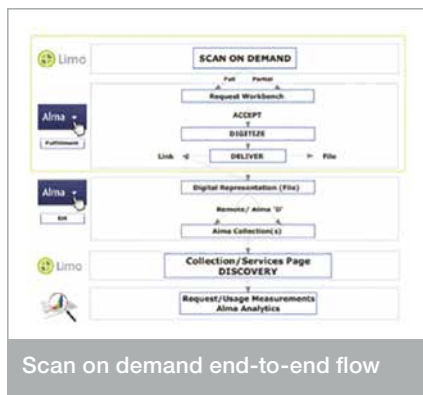 Limo
SCAN ON DEMAND
Full Partial
Request Workbench
Alma
ACCEPT
Fulfillment
DIGITIZE
Link DELIVER File
Alma
Digital Representation (File)
Remote/ Alma 'D'
Alma Collection(s)
Limo
Collection/Services Page
DISCOVERY
Request/Usage Measurements
Alma Analytics
Scan on demand end-to-end flow